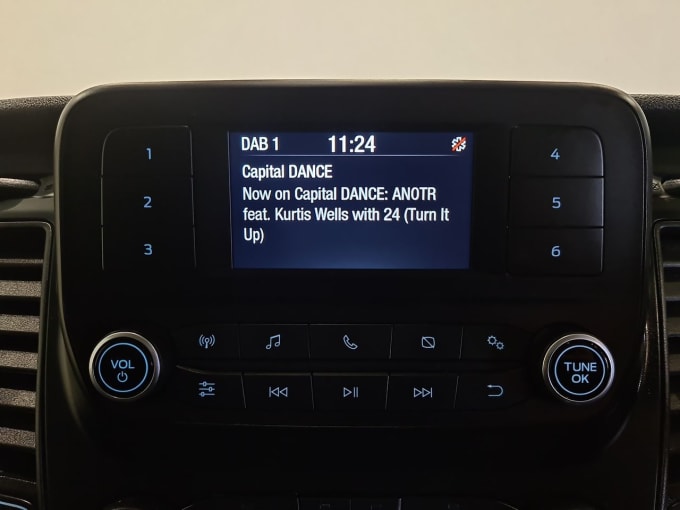 DAB 1 11:24
Capital DANCE
Now on Capital DANCE: ANOTR
feat. Kurtis Wells with 24 (Turn It
Up)
1
2
3
4
5
6
VOL
TUNE
OK